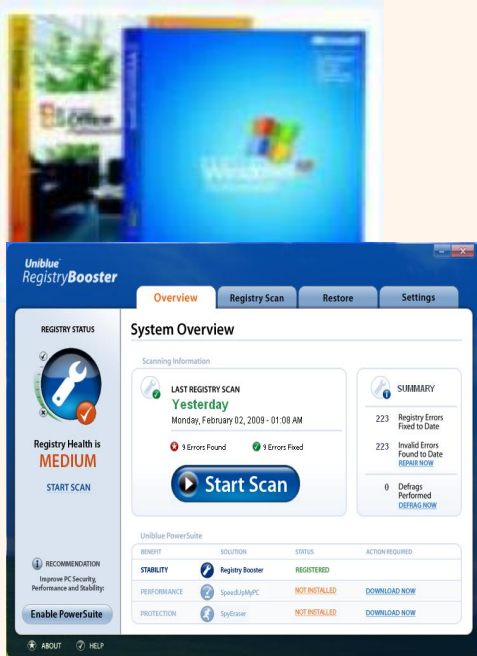 Microsoft
Office
Windows XP
Uniblue
RegistryBooster
Overview
Registry Scan
Restore
Settings
REGISTRY STATUS
Registry Health is
MEDIUM
START SCAN
RECOMMENDATION
Improve PC Security,
Performance and Stability:
Enable PowerSuite
ABOUT
HELP
System Overview
Scanning Information
LAST REGISTRY SCAN
Yesterday
Monday, February 02, 2009 - 01:08 AM
9 Errors Found
9 Errors Fixed
Start Scan
SUMMARY
223 Registry Errors
Fixed to Date
223 Invalid Errors
Found to Date
REPAIR NOW
0 Defrags
Performed
DEFRAG NOW
Uniblue PowerSuite
BENEFIT SOLUTION STATUS ACTION REQUIRED
STABILITY Registry Booster REGISTERED
PERFORMANCE SpeedUpMyPC NOT INSTALLED DOWNLOAD NOW
PROTECTION SpyEraser NOT INSTALLED DOWNLOAD NOW